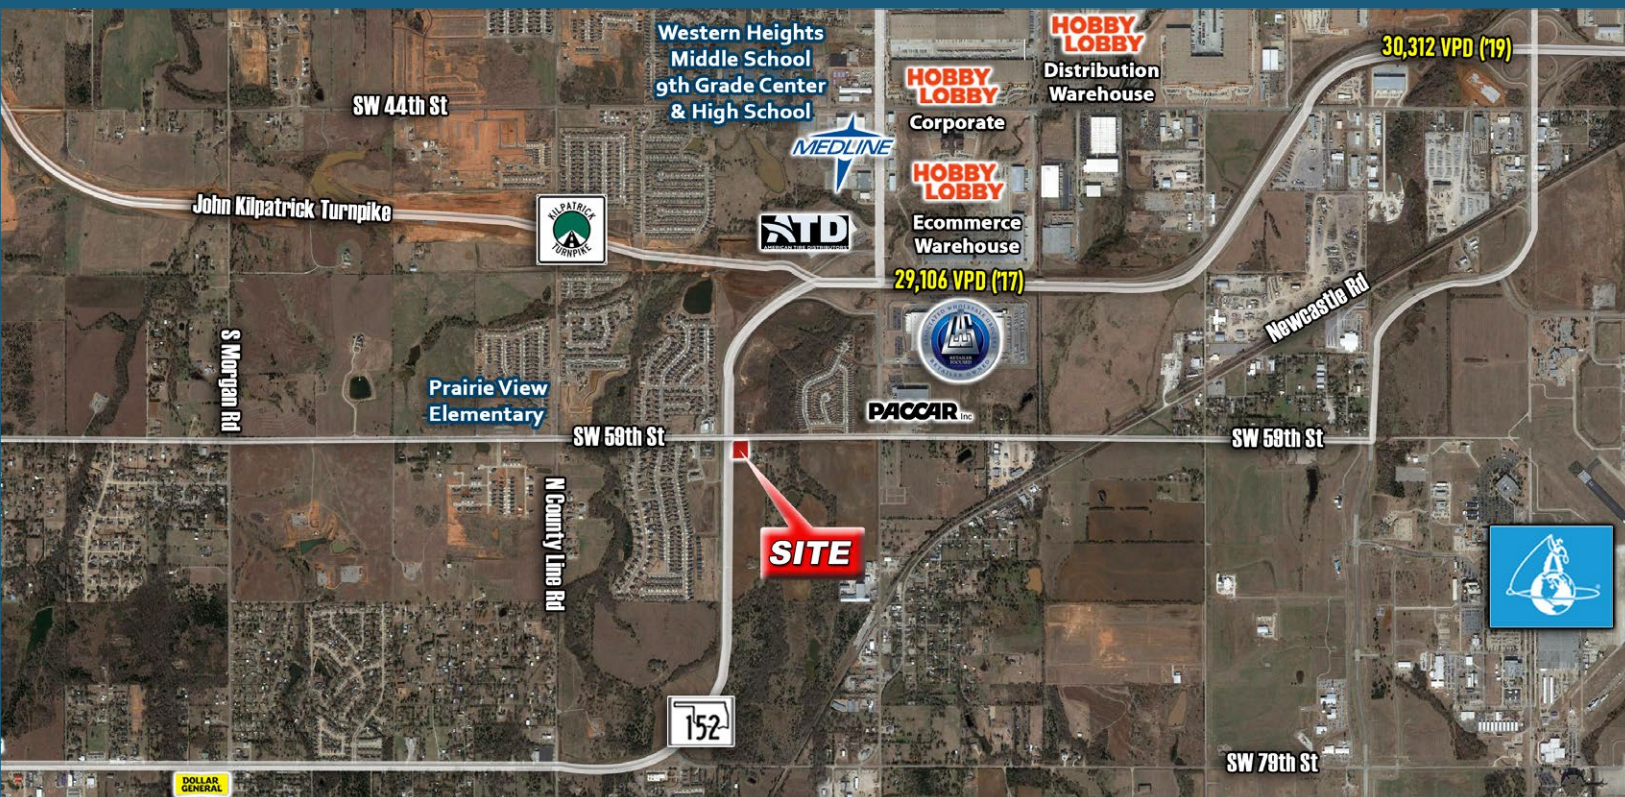 Western Heights
Middle School
9th Grade Center
& High School
HOBBY
LOBBY
Distribution
Warehouse
30,312 VPD ('19)
HOBBY
LOBBY
Corporate
SW 44th St
MEDLINE
HOBBY
LOBBY
Ecommerce
Warehouse
John Kilpatrick Turnpike
KILPATRICK
TURNPIKE
ATD
AMERICAN TIRE DISTRIBUTORS
29,106 VPD ('17)
Newcastle Rd
RETAILER
FOCUSED
S Morgan Rd
Prairie View
Elementary
PACCAR Inc
SW 59th St
SW 59th St
N County Line Rd
SITE
152
SW 79th St
DOLLAR
GENERAL